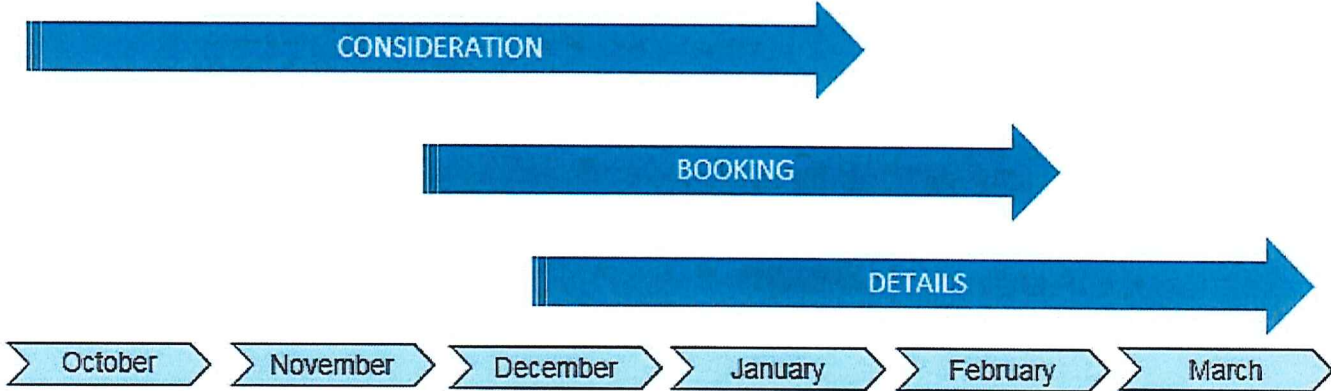 CONSIDERATION
BOOKING
DETAILS
October November December January February March